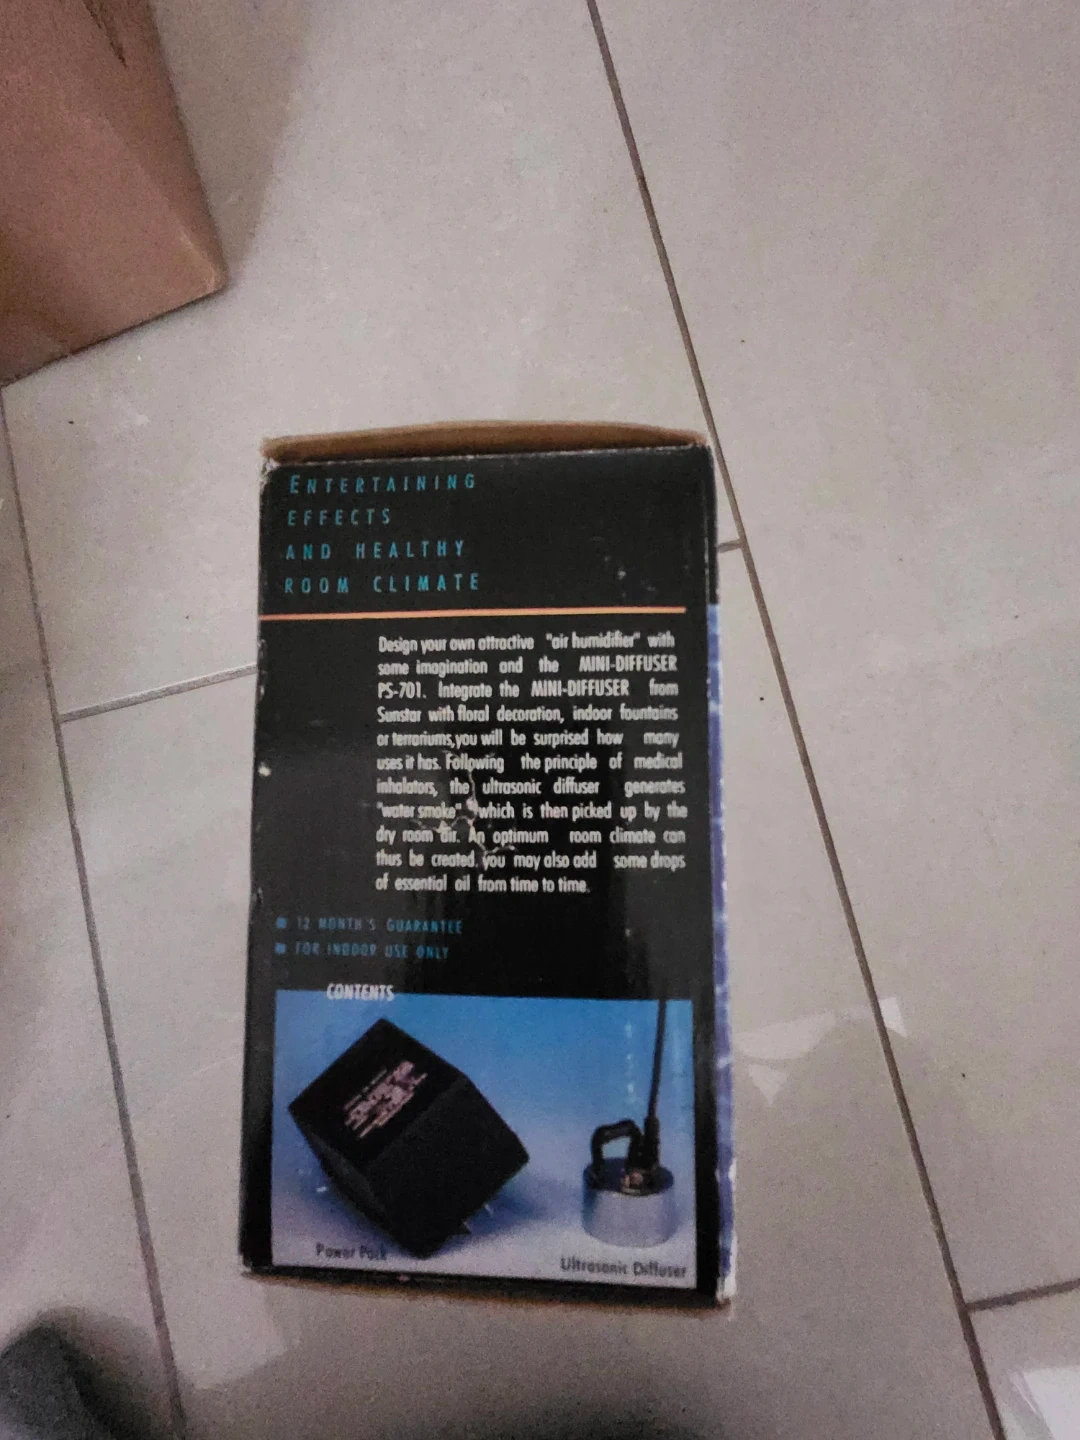 ENTERTAINING
EFFECTS
AND HEALTHY
ROOM CLIMATE
Design your own attractive "air humidifier" with
some imagination and the MINI-DIFFUSER
PS-701. Integrate the MINI-DIFFUSER from
Sunstar with floral decoration, indoor fountains
or terrariums,you will be surprised how many
uses it has. Following the principle of medical
inhalators, the ultrasonic diffuser generates
"water smoke" which is then picked up by the
dry room air. An optimum room climate can
thus be created. you may also add some drops
of essential oil from time to time.
12 MONTH'S GUARANTEE
FOR INDOOR USE ONLY
CONTENTS
Power Pack
Ultrasonic Diffuser